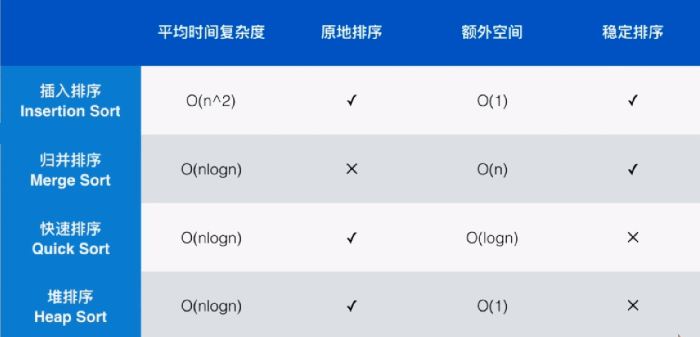 平均时间复杂度 原地排序 额外空间 稳定排序
插入排序
Insertion Sort O(n^2) ✓ O(1) ✓
归并排序
Merge Sort O(nlogn) × O(n) ✓
快速排序
Quick Sort O(nlogn) ✓ O(logn) ×
堆排序
Heap Sort O(nlogn) ✓ O(1) ×